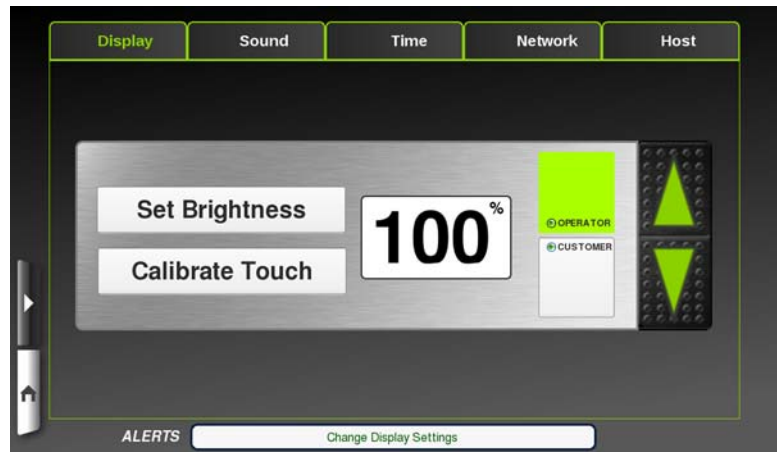 Display Sound Time Network Host
Set Brightness
Calibrate Touch
100%
OPERATOR
CUSTOMER
ALERTS Change Display Settings